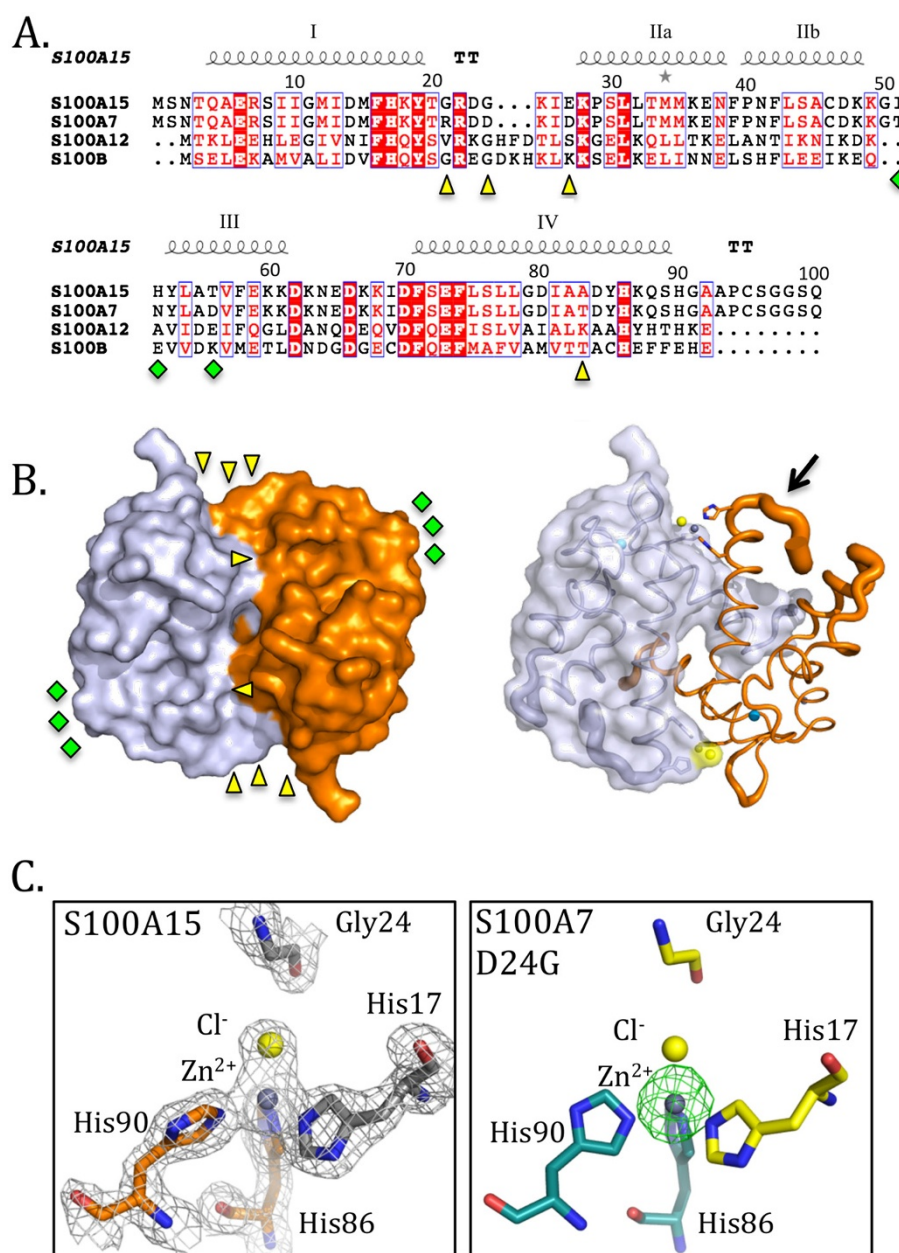 A.
I IIa IIb
S100A15 TT
10 20 30 40 50
S100A15 MSNTQAERSIIGMIDMFHKYTGRDG...KIEKPSLLTMMKENFPNFLSACDKKGI
S100A7 MSNTQAERSIIGMIDMFHKYTRRDD...KIDKPSLLTMMKENFPNFLSACDKKGT
S100A12 ..MTKLEEHLEGIVNIFHQYSVRKGHFDTLSKGELKQLLTKELANTIKNIKDK..
S100B ..MSELEKAMVALIDVFHQYSGREGDKHKLKKSELKELINNELSHFLEEIKEQ..
III IV
S100A15 TT
60 70 80 90 100
S100A15 HYLATVFEKKDKNEDKKIDFSEFLSLLGDIAADYHKQSHGAAPCSGGSQ
S100A7 NYLADVFEKKDKNEDKKIDFSEFLSLLGDIATDYHKQSHGAAPCSGGSQ
S100A12 AVIDEIFQGLDANQDEQVDFQEFISLVAIALKAAHYHTHKE........
S100B EVVDKVMETLDNDGDGECDFQEFMAFVAMVTTACHEFFEHE........
B.
C.
S100A15
Gly24
Cl⁻
His17
Zn²⁺
His90
His86
S100A7
D24G
Gly24
Cl⁻
His17
Zn²⁺
His90
His86